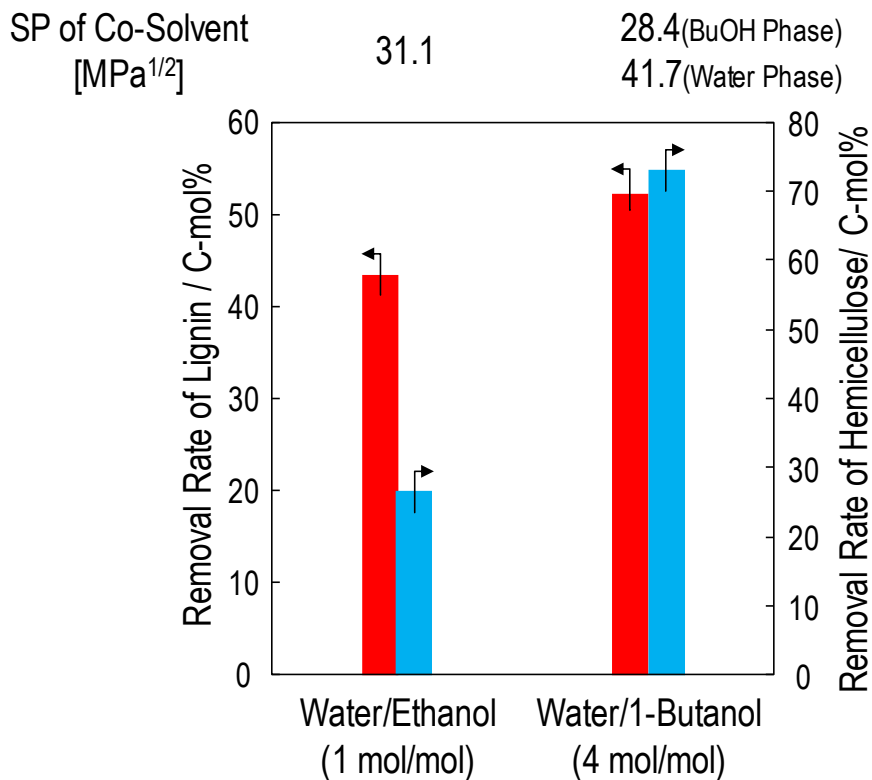 SP of Co-Solvent
[MPa1/2]
31.1
28.4(BuOH Phase)
41.7(Water Phase)
Removal Rate of Lignin / C-mol%
60
50
40
30
20
10
0
80
70
60
50
40
30
20
10
0
Removal Rate of Hemicellulose/ C-mol%
Water/Ethanol
(1 mol/mol)
Water/1-Butanol
(4 mol/mol)